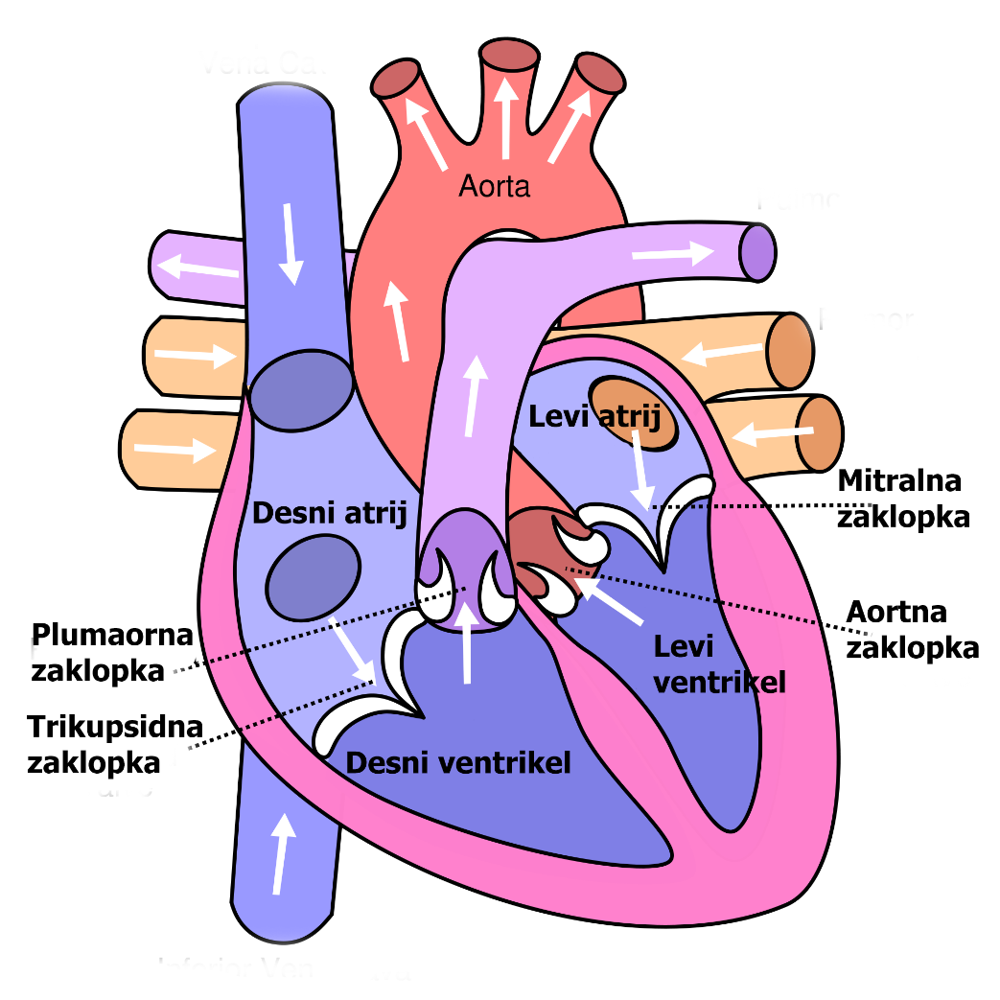 Aorta
Levi atrij
Mitralna
zaklopka
Desni atrij
Aortna
zaklopka
Plumaorna
zaklopka
Levi
ventrikel
Trikupsidna
zaklopka
Desni ventrikel